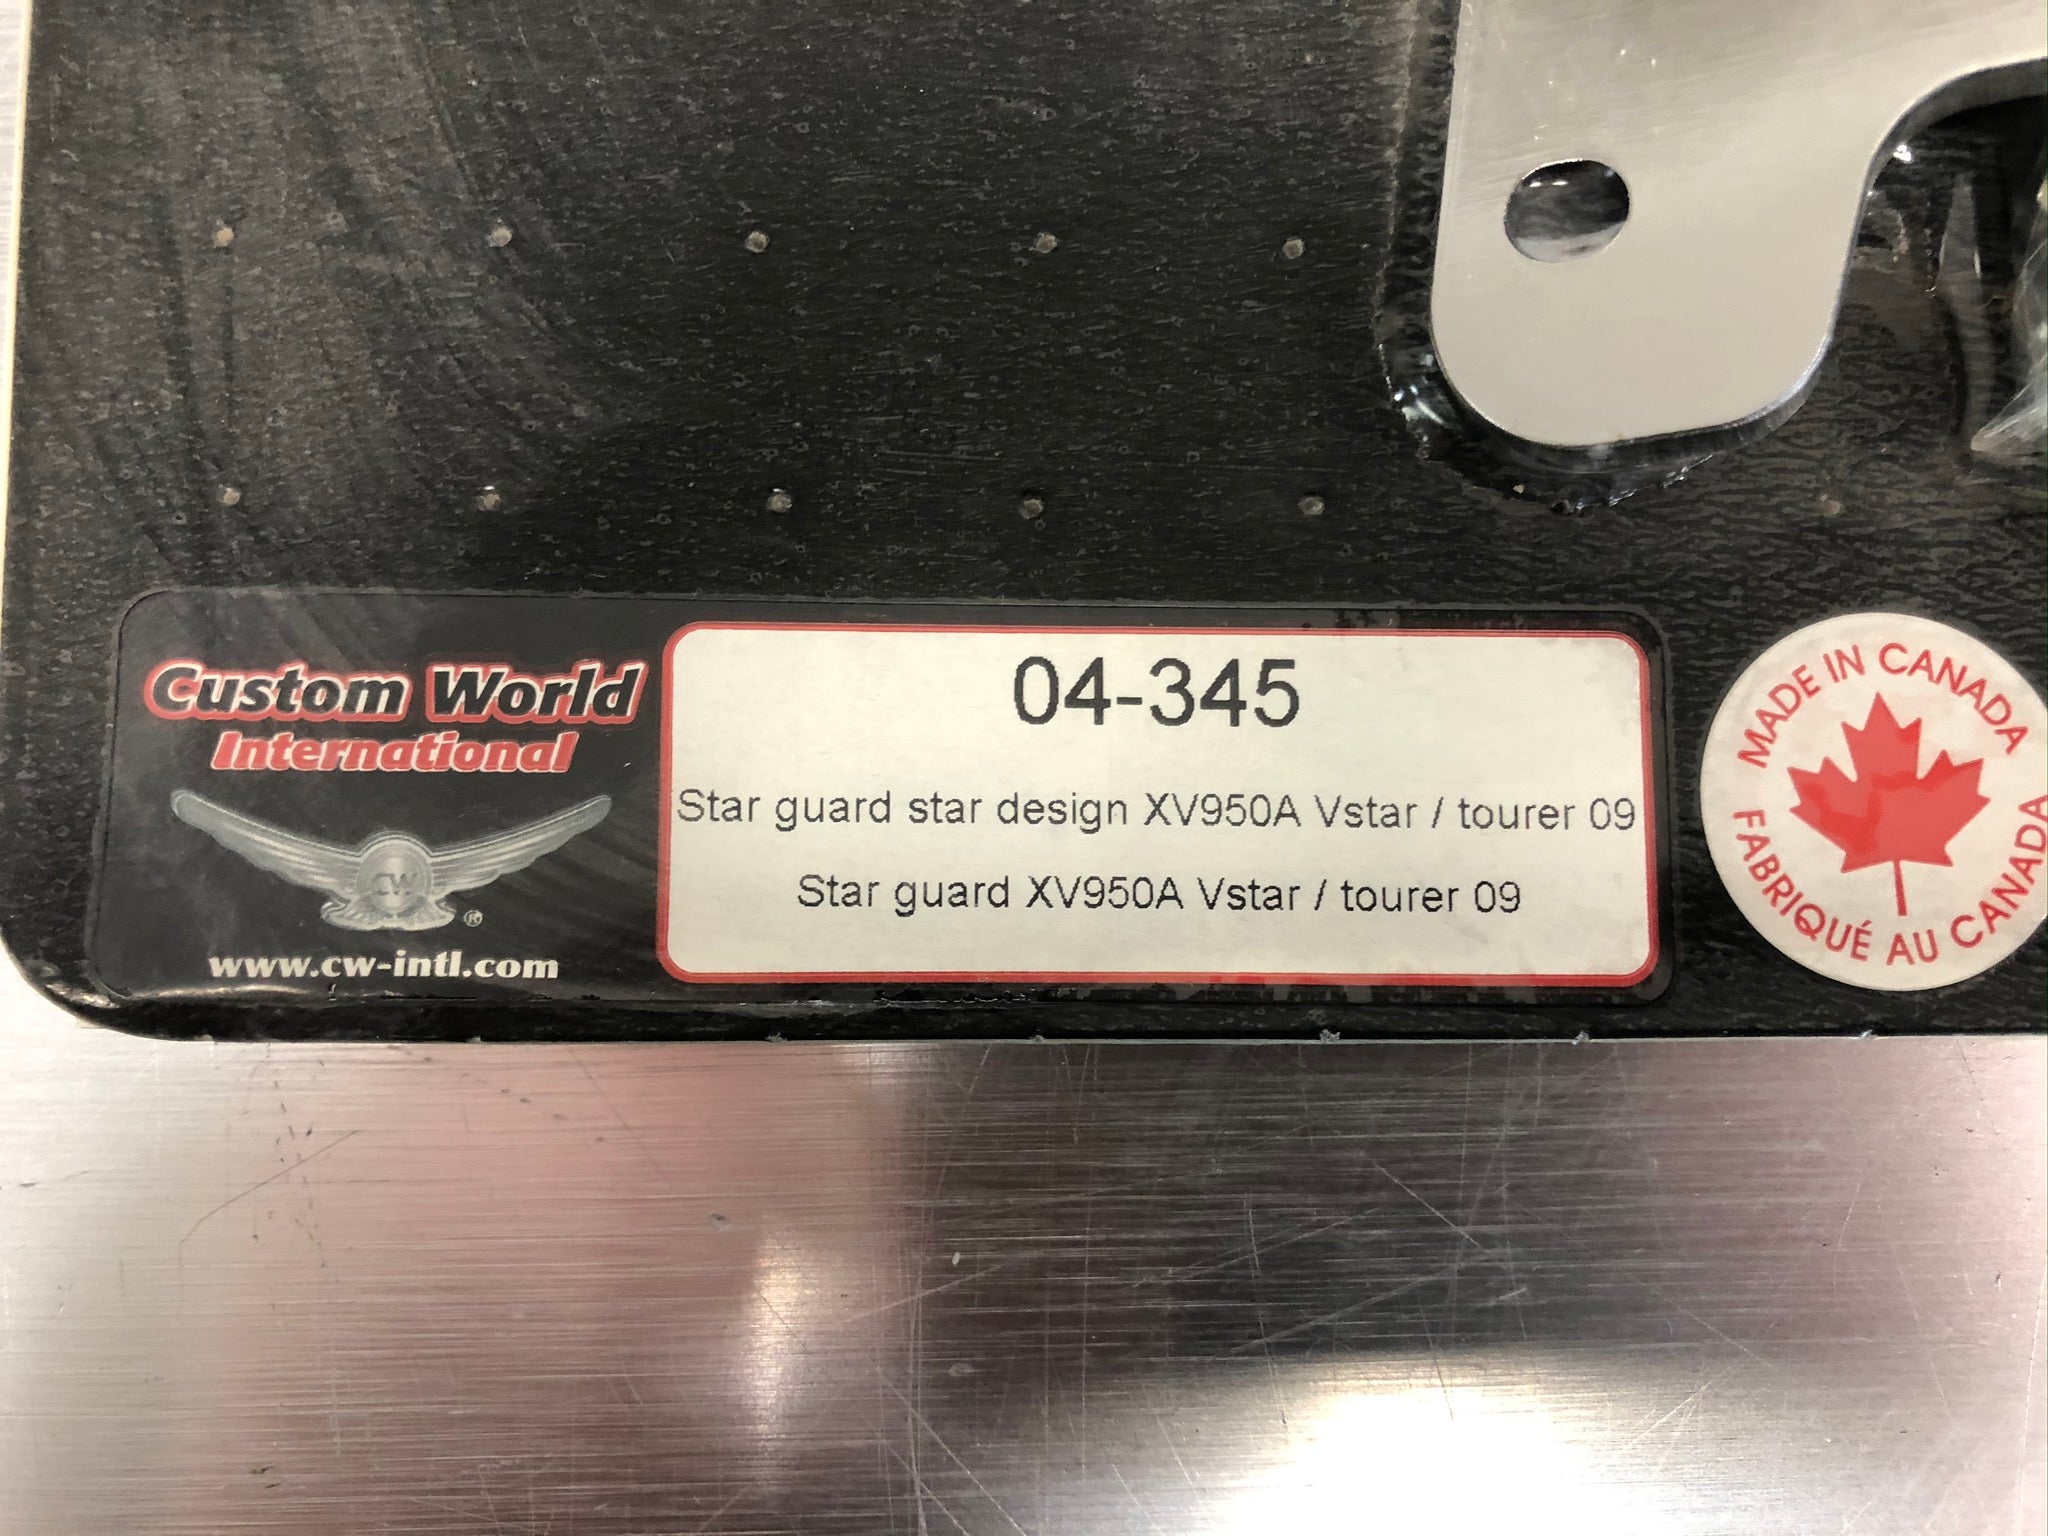 Custom World
International
CW
®
www.cw-intl.com
04-345
Star guard star design XV950A Vstar / tourer 09
Star guard XV950A Vstar / tourer 09
MADE IN CANADA
FABRIQUÉ AU CANADA